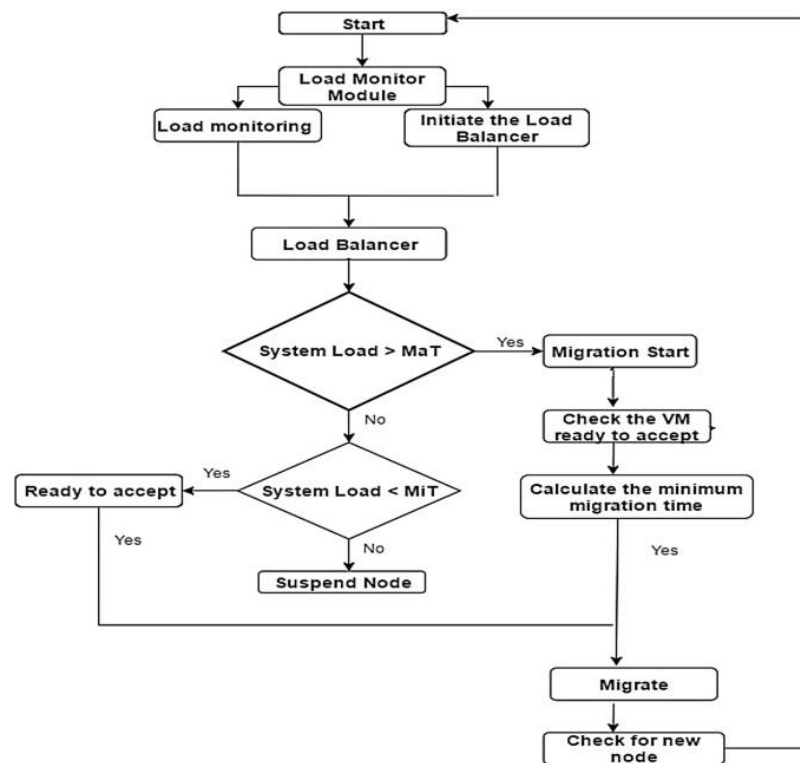 Start
Load Monitor
Module
Load monitoring
Initiate the Load
Balancer
Load Balancer
System Load > MaT
Yes
Migration Start
No
Check the VM
ready to accept
Ready to accept
Yes
System Load < MiT
Calculate the minimum
migration time
Yes
No
Yes
Suspend Node
Migrate
Check for new
node